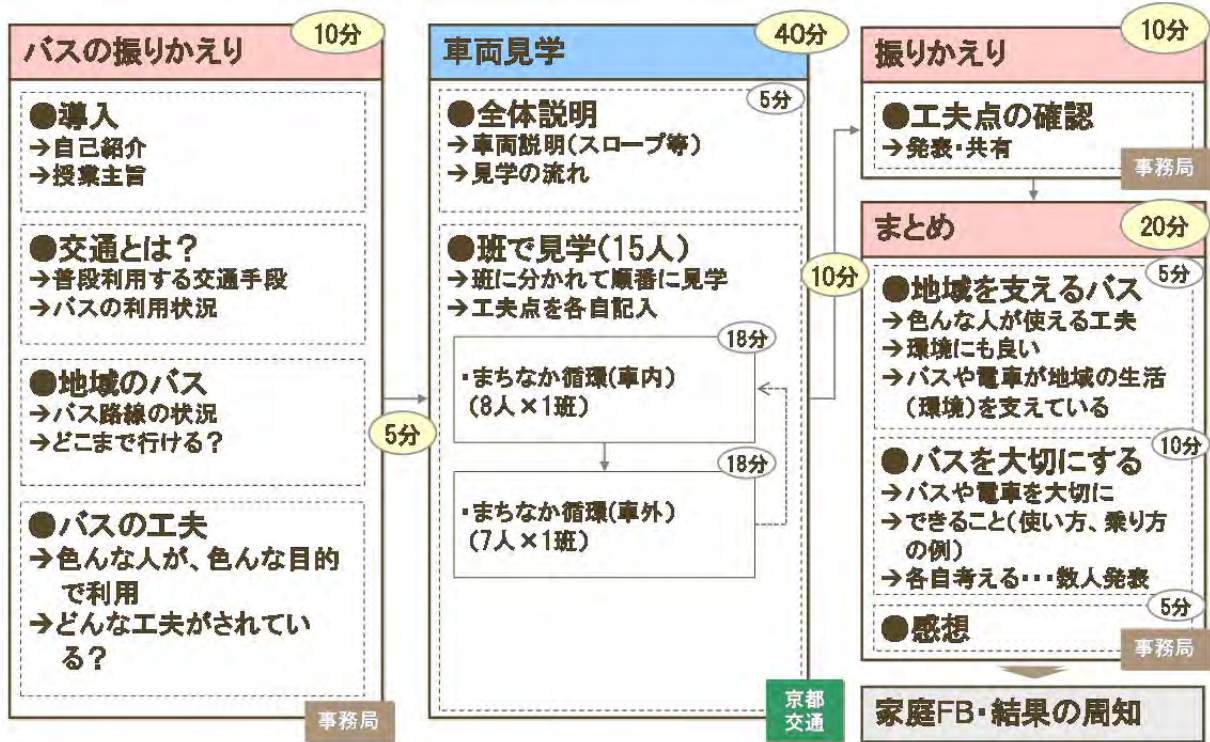 バスの振りかえり
10分
●導入
→自己紹介
→授業主旨
●交通とは？
→普段利用する交通手段
→バスの利用状況
●地域のバス
→バス路線の状況
→どこまで行ける？
●バスの工夫
→色んな人が、色んな目的
で利用
→どんな工夫がされてい
る？
事務局
5分
車両見学
40分
●全体説明
5分
→車両説明(スロープ等)
→見学の流れ
●班で見学(15人)
→班に分かれて順番に見学
→工夫点を各自記入
18分
・まちなか循環(車内)
(8人×1班)
18分
・まちなか循環(車外)
(7人×1班)
京都
交通
10分
振りかえり
10分
●工夫点の確認
→発表・共有
事務局
まとめ
20分
●地域を支えるバス
5分
→色んな人が使える工夫
→環境にも良い
→バスや電車が地域の生活
(環境)を支えている
●バスを大切にする
10分
→バスや電車を大切に
→できること(使い方、乗り方
の例)
→各自考える・・・数人発表
●感想
5分
事務局
家庭FB・結果の周知